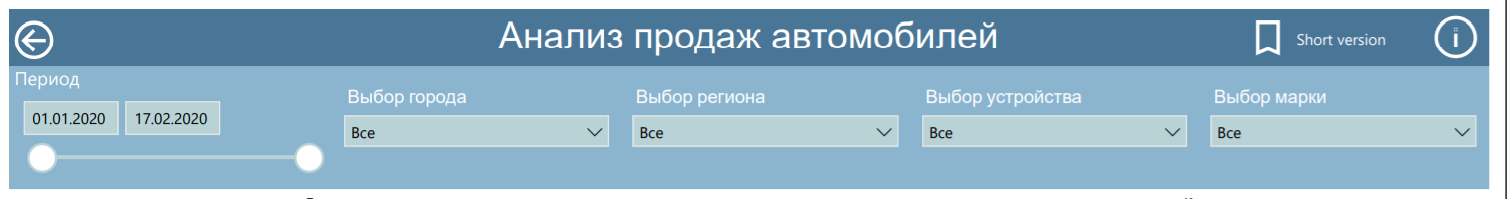 Анализ продаж автомобилей
Short version
i
Период
01.01.2020 17.02.2020
Выбор города
Все
Выбор региона
Все
Выбор устройства
Все
Выбор марки
Все